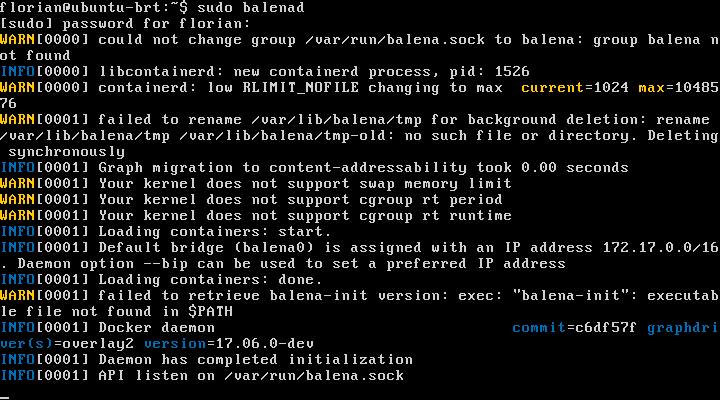 florian@ubuntu-brt:~$ sudo balenad
[sudo] password for florian:
WARN[0000] could not change group /var/run/balena.sock to balena: group balena n
ot found
INFO[0000] libcontainerd: new containerd process, pid: 1526
WARN[0000] containerd: low RLIMIT_NOFILE changing to max  current=1024 max=10485
76
WARN[0001] failed to rename /var/lib/balena/tmp for background deletion: rename
/var/lib/balena/tmp /var/lib/balena/tmp-old: no such file or directory. Deleting
 synchronously
INFO[0001] Graph migration to content-addressability took 0.00 seconds
WARN[0001] Your kernel does not support swap memory limit
WARN[0001] Your kernel does not support cgroup rt period
WARN[0001] Your kernel does not support cgroup rt runtime
INFO[0001] Loading containers: start.
INFO[0001] Default bridge (balena0) is assigned with an IP address 172.17.0.0/16
. Daemon option --bip can be used to set a preferred IP address
INFO[0001] Loading containers: done.
WARN[0001] failed to retrieve balena-init version: exec: "balena-init": executab
le file not found in $PATH
INFO[0001] Docker daemon                                 commit=c6df57f graphdri
ver(s)=overlay2 version=17.06.0-dev
INFO[0001] Daemon has completed initialization
INFO[0001] API listen on /var/run/balena.sock